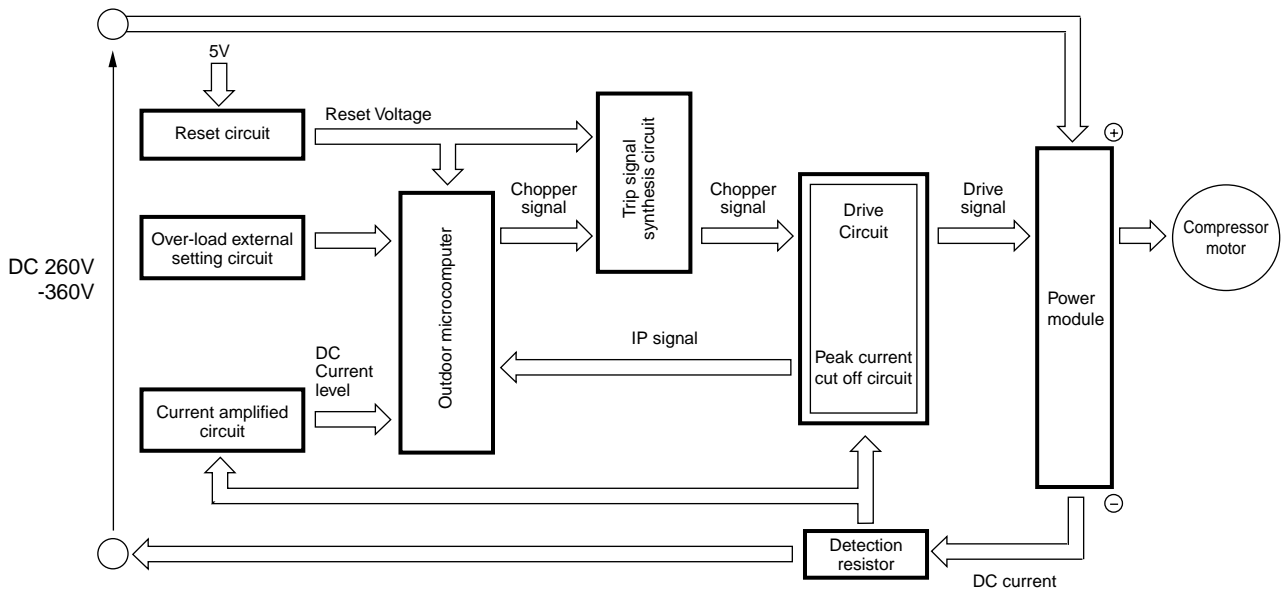 5V
Reset circuit
Reset Voltage
Trip signal
synthesis circuit
+
Over-load external
setting circuit
Outdoor microcomputer
Chopper
signal
Chopper
signal
Drive
Circuit
Drive
signal
Compressor
motor
DC 260V
-360V
Power
module
IP signal
Peak current
cut off circuit
DC
Current
level
Current amplified
circuit
−
Detection
resistor
DC current